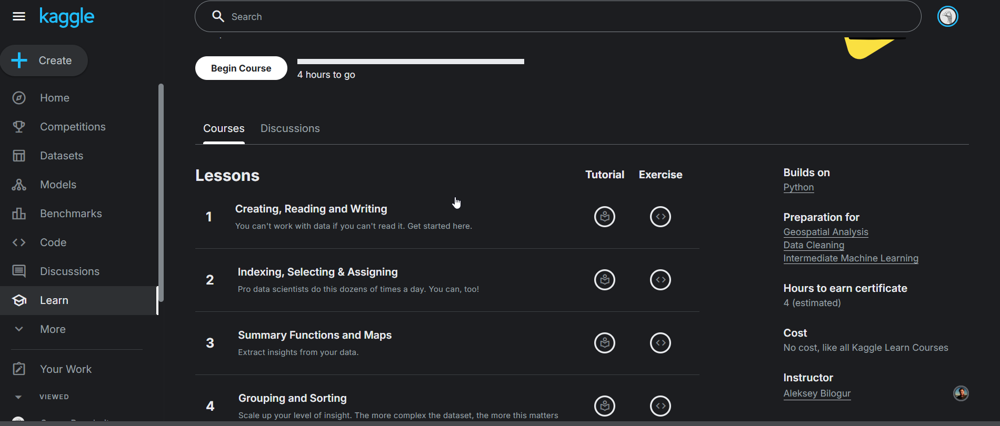 kaggle
Search
Create
Begin Course
4 hours to go
Home
Competitions
Datasets
Models
Benchmarks
Code
Discussions
Learn
More
Your Work
VIEWED
Courses Discussions
Lessons Tutorial Exercise
1 Creating, Reading and Writing
You can't work with data if you can't read it. Get started here.
2 Indexing, Selecting & Assigning
Pro data scientists do this dozens of times a day. You can, too!
3 Summary Functions and Maps
Extract insights from your data.
4 Grouping and Sorting
Scale up your level of insight. The more complex the dataset, the more this matters
Builds on
Python
Preparation for
Geospatial Analysis
Data Cleaning
Intermediate Machine Learning
Hours to earn certificate
4 (estimated)
Cost
No cost, like all Kaggle Learn Courses
Instructor
Aleksey Bilogur